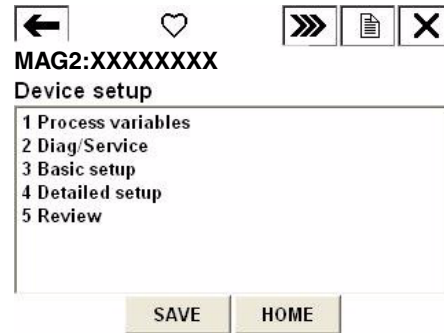 MAG2:XXXXXXXX
Device setup
1 Process variables
2 Diag/Service
3 Basic setup
4 Detailed setup
5 Review
SAVE HOME